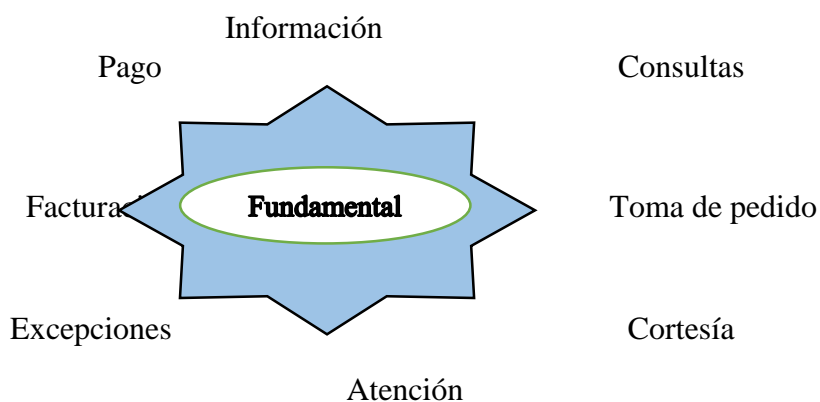 Información
Pago
Consultas
Fundamental
Toma de pedido
Excepciones
Cortesía
Atención